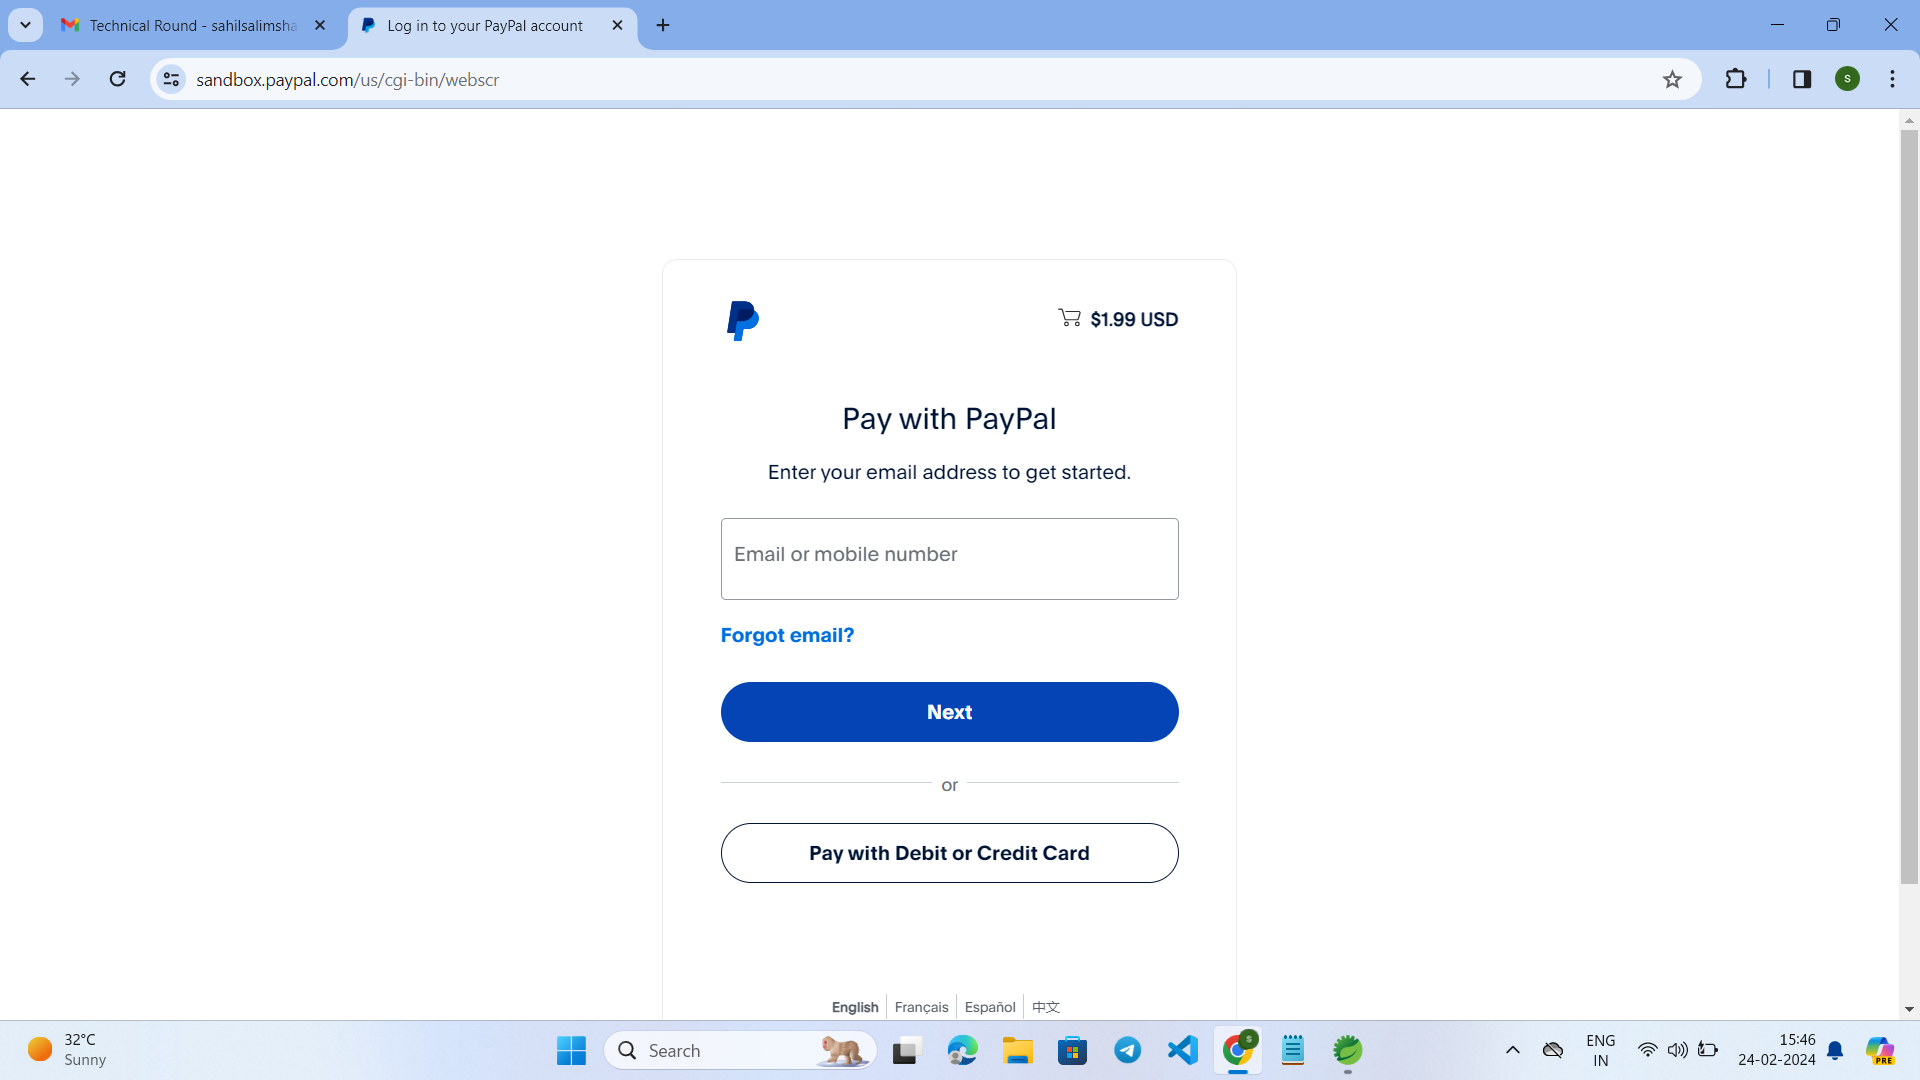 Technical Round - sahilsalimsha
Log in to your PayPal account
sandbox.paypal.com/us/cgi-bin/webscr
S
$1.99 USD
Pay with PayPal
Enter your email address to get started.
Email or mobile number
Forgot email?
Next
or
Pay with Debit or Credit Card
English Français Español 中文
32°C
Sunny
Search
S
ENG
IN
15:46
24-02-2024
PRE